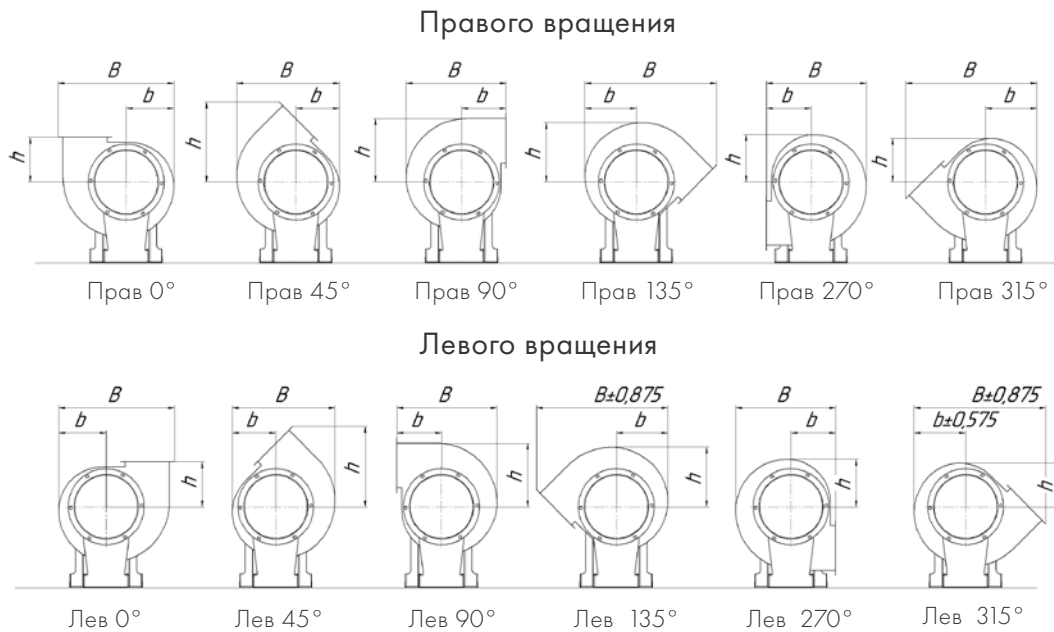 Правого вращения
B B B B B B
b b b b b b
h h h h h h
Прав 0° Прав 45° Прав 90° Прав 135° Прав 270° Прав 315°
Левого вращения
B B B B±0,875 B B±0,875
b b b b b b±0,575
h h h h h h
Лев 0° Лев 45° Лев 90° Лев 135° Лев 270° Лев 315°